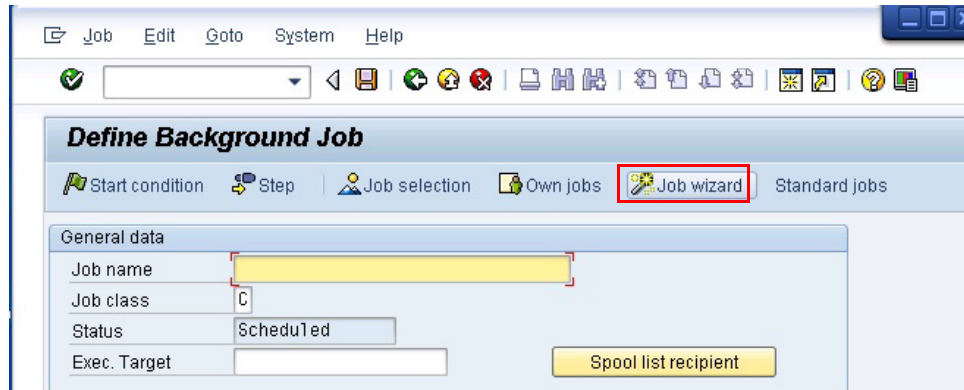 Job Edit Goto System Help
Define Background Job
Start condition Step Job selection Own jobs Job wizard Standard jobs
General data
Job name
Job class C
Status Scheduled
Exec. Target Spool list recipient